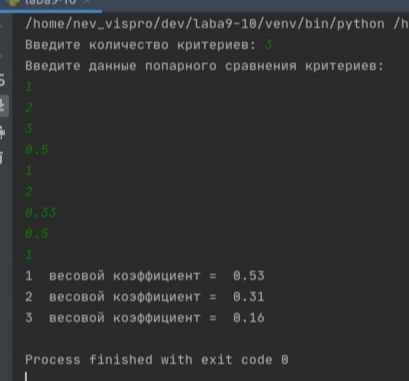 laba9-10
/home/nev_vispro/dev/laba9-10/venv/bin/python /h
Введите количество критериев: 3
Введите данные попарного сравнения критериев:
1
2
3
0.5
1
2
0.33
0.5
1
1 весовой коэффициент = 0.53
2 весовой коэффициент = 0.31
3 весовой коэффициент = 0.16
Process finished with exit code 0